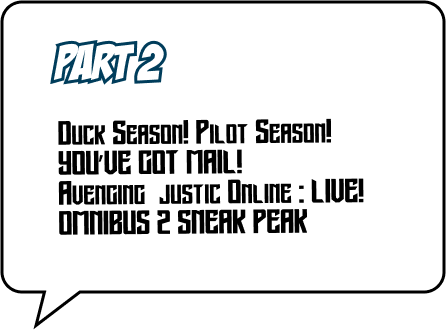 PART 2
Duck Season! Pilot Season!
YOU'VE GOT MAIL!
Avenging justic Online : LIVE!
OMNIBUS 2 SNEAK PEAK